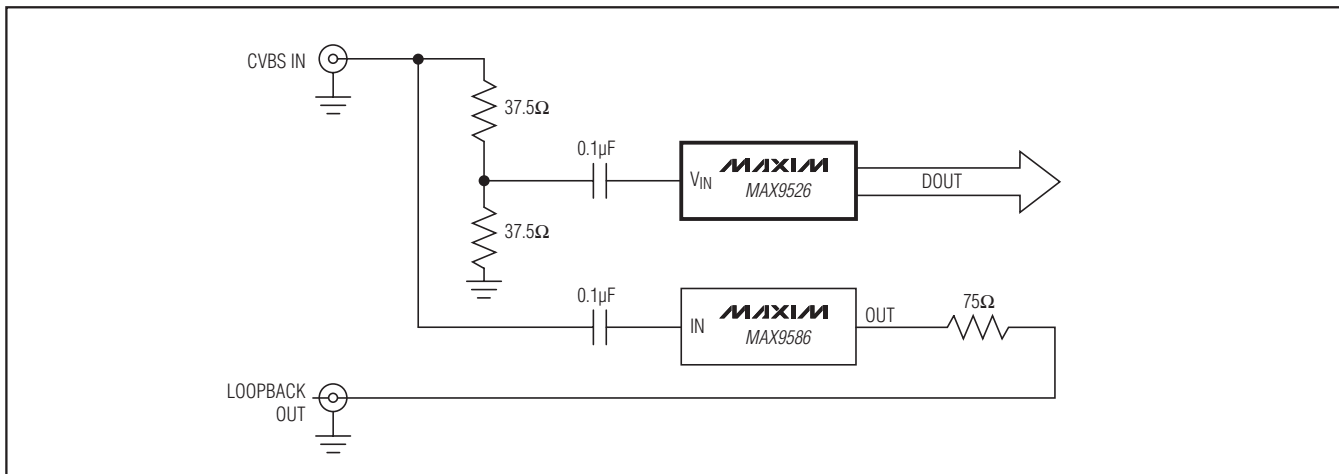 CVBS IN
37.5Ω
0.1µF
VIN
MAXIM
MAX9526
DOUT
37.5Ω
0.1µF
IN
MAXIM
MAX9586
OUT
75Ω
LOOPBACK
OUT